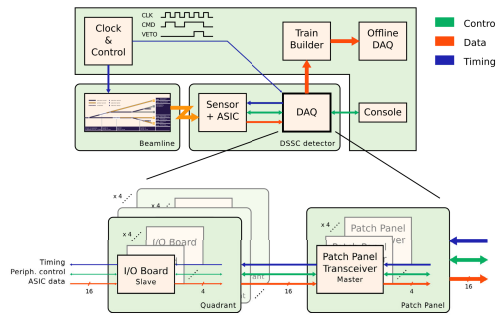 CLK
CMD
VETO
Clock
&
Control
Train
Builder
Offline
DAQ
Control
Data
Timing
Sensor
+ ASIC
DAQ
Console
Beamline
DSSC detector
x 4
x 4
x 4
I/O Board
I/O Board
Slave
Quadrant
Timing
Periph. control
ASIC data
16
4
16
x 4
Patch Panel
Patch Panel
Transceiver
Master
4
Patch Panel
16